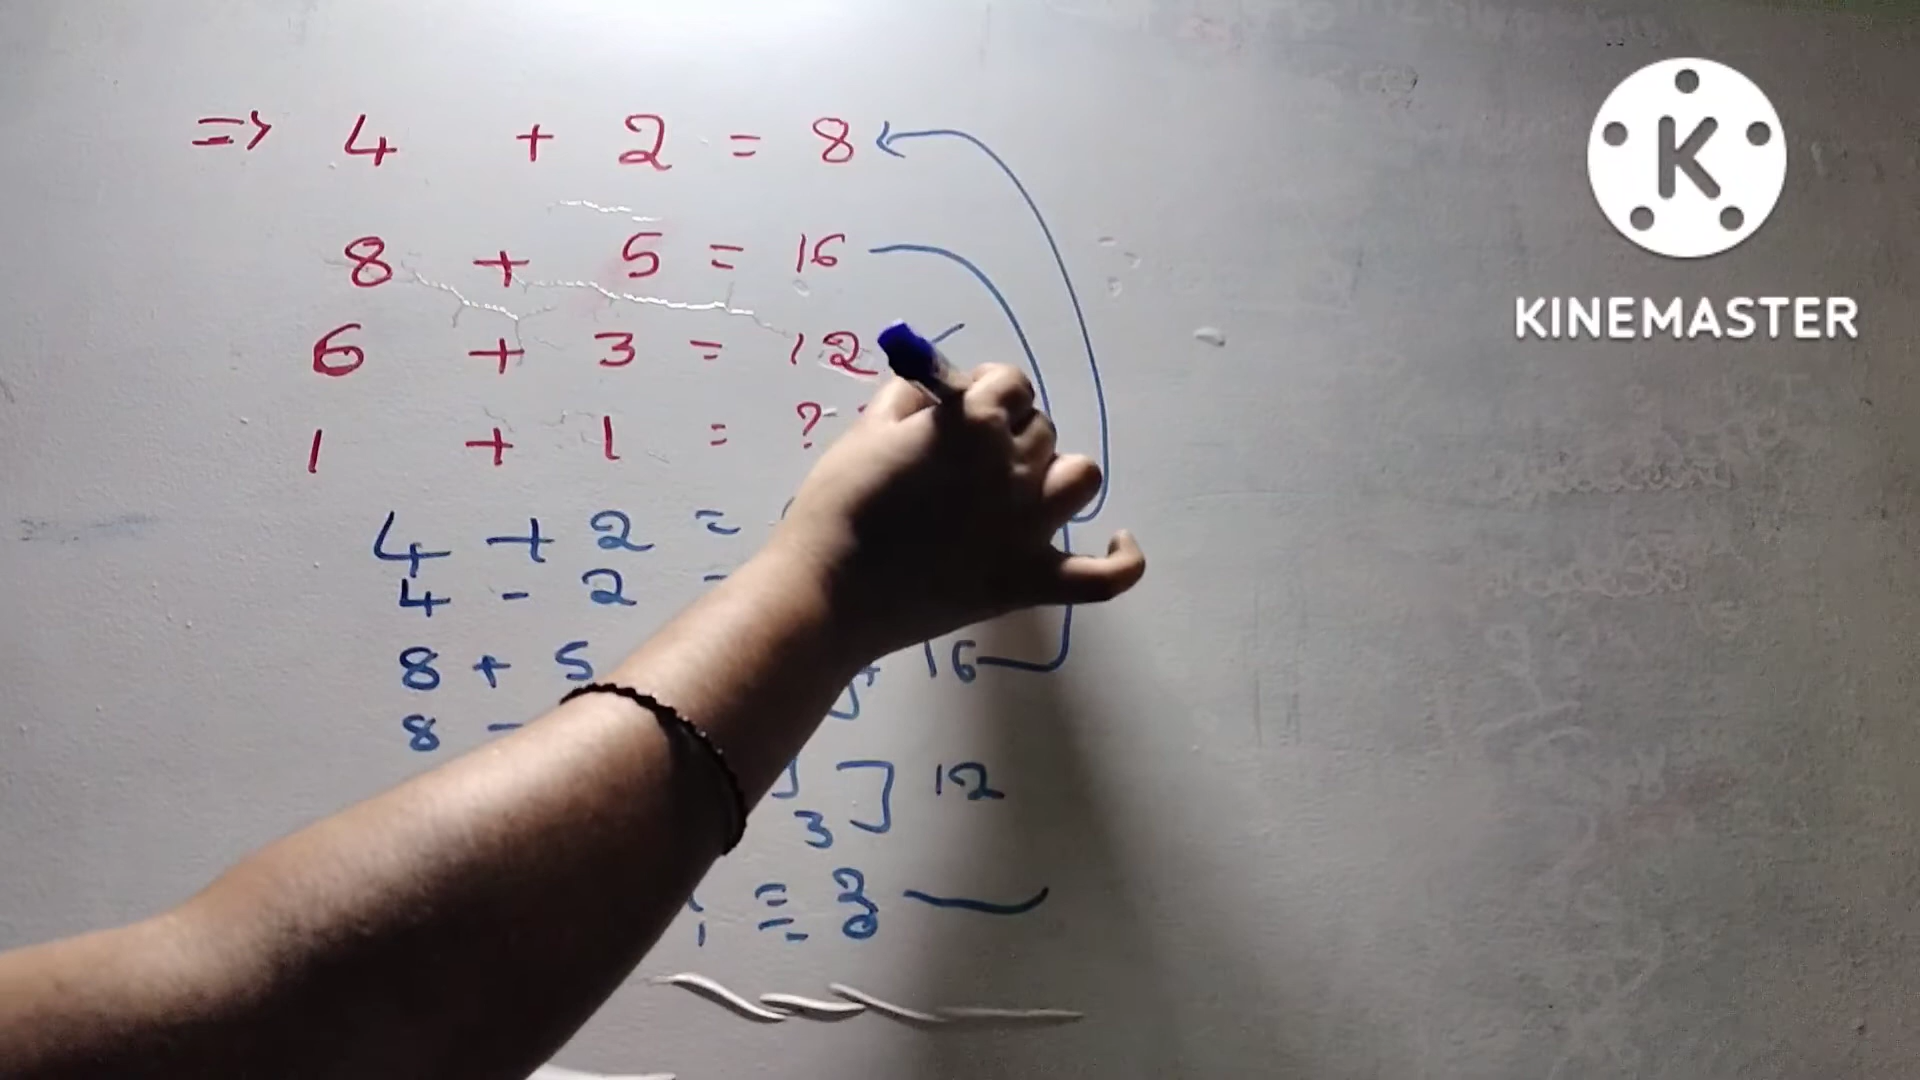 => 4 + 2 = 8
8 + 5 = 16
6 + 3 = 12
1 + 1 = ?
4 + 2 =
4 - 2
8 + 5 16
8 -
] 12
3
= 2
KINEMASTER